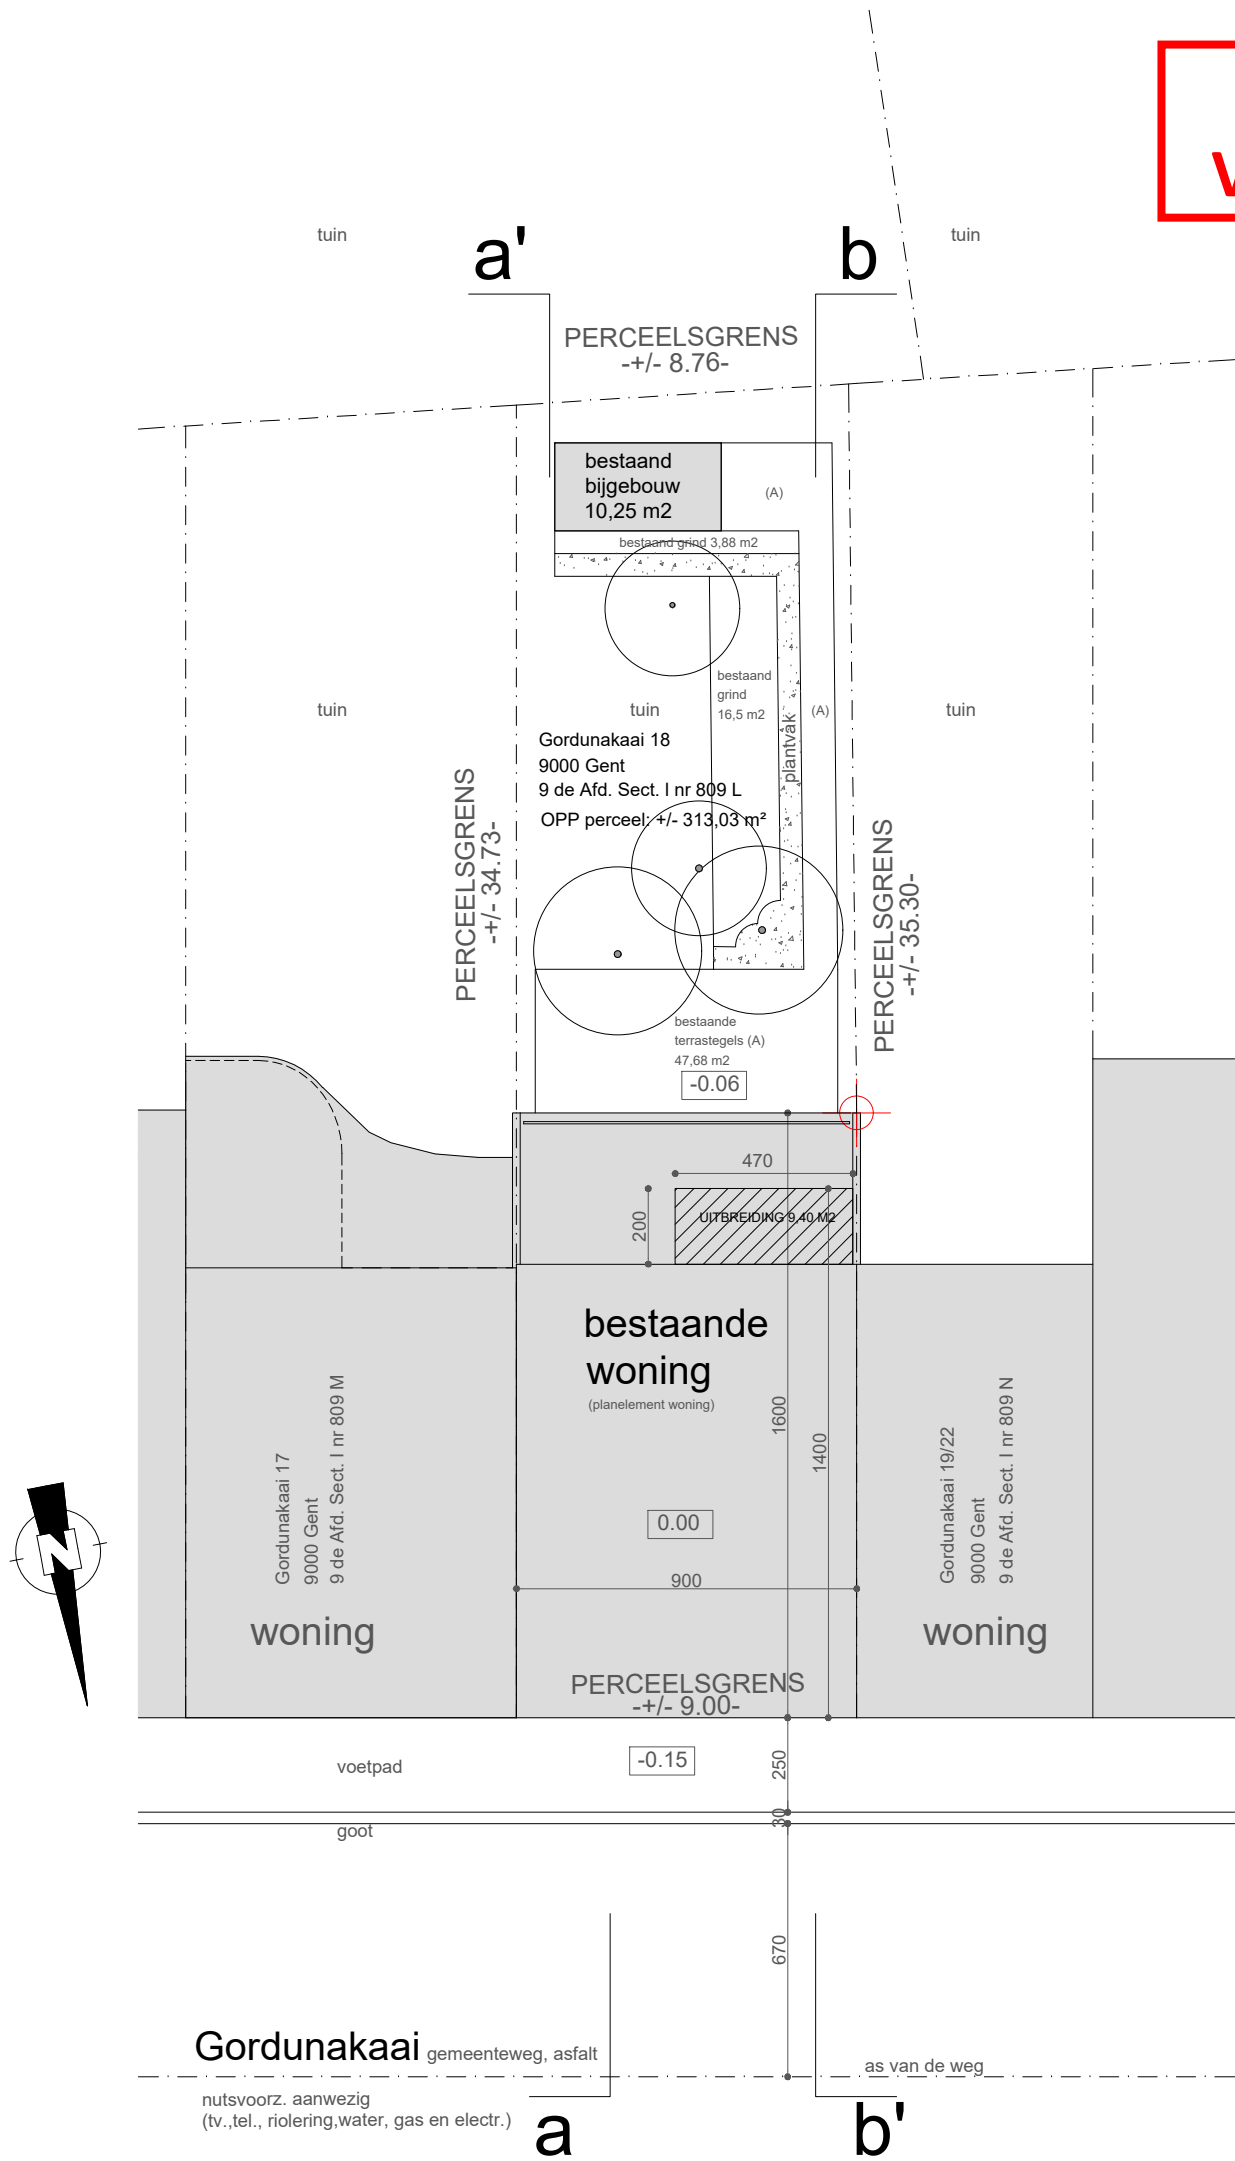 V
tuin
a'
b
tuin
PERCEELSGRENS
-+/- 8.76-
bestaand
bijgebouw
10,25 m2
(A)
bestaand grind 3,88 m2
bestaand
grind
16,5 m2
tuin
tuin
(A)
tuin
plantvak
Gordunakaai 18
9000 Gent
9 de Afd. Sect. I nr 809 L
OPP perceel: +/- 313,03 m²
PERCEELSGRENS
-+/- 34.73-
PERCEELSGRENS
-+/- 35.30-
bestaande
terrastegels (A)
47,68 m2
-0.06
470
200
UITBREIDING 9,40 M2
bestaande
woning
(planelement woning)
1600
1400
Gordunakaai 17
9000 Gent
9 de Afd. Sect. I nr 809 M
Gordunakaai 19/22
9000 Gent
9 de Afd. Sect. I nr 809 N
N
0.00
900
woning
woning
PERCEELSGRENS
-+/- 9.00-
voetpad
-0.15
250
30
goot
670
Gordunakaai gemeenteweg, asfalt
as van de weg
nutsvoorz. aanwezig
(tv.,tel., riolering,water, gas en electr.)
a
b'